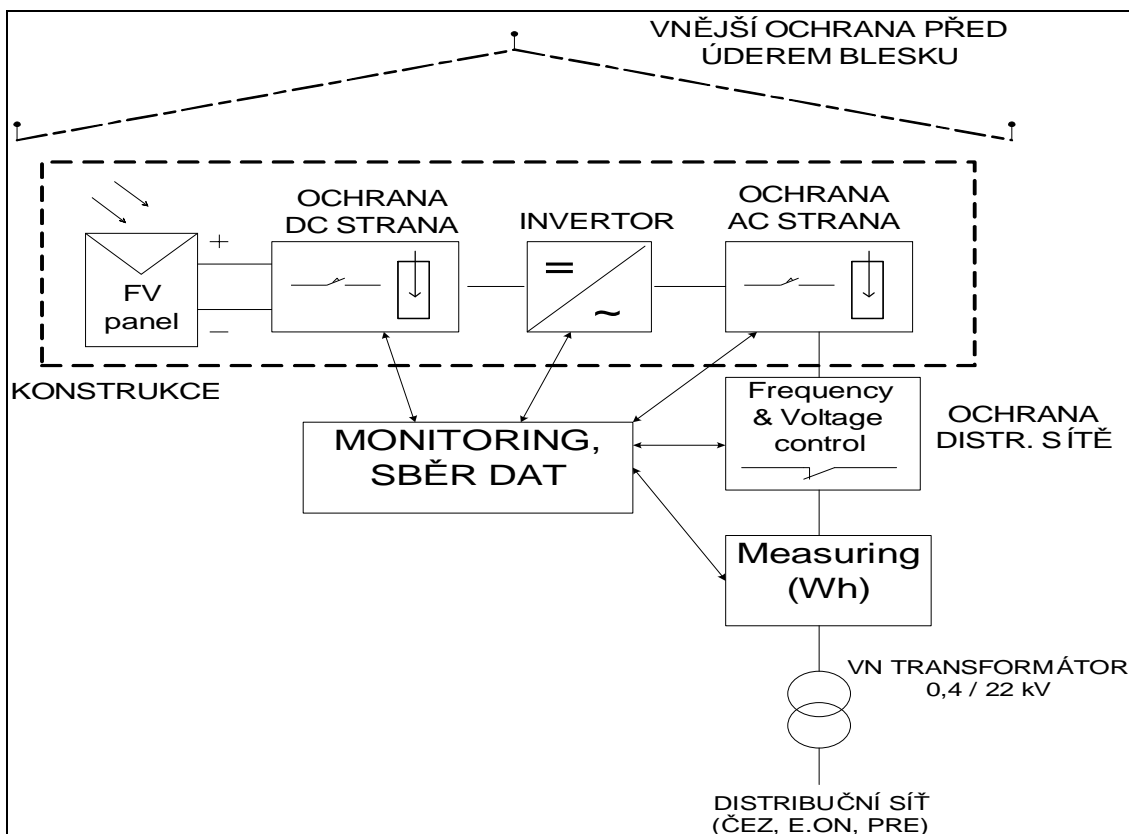 VNĚJŠÍ OCHRANA PŘED
ÚDEREM BLESKU
OCHRANA
DC STRANA
INVERTOR
OCHRANA
AC STRANA
+
FV
panel
—
=
~
KONSTRUKCE
MONITORING,
SBĚR DAT
Frequency
& Voltage
control
OCHRANA
DISTR. SÍTĚ
Measuring
(Wh)
VN TRANSFORMÁTOR
0,4 / 22 kV
DISTRIBUČNÍ SÍŤ
(ČEZ, E.ON, PRE)